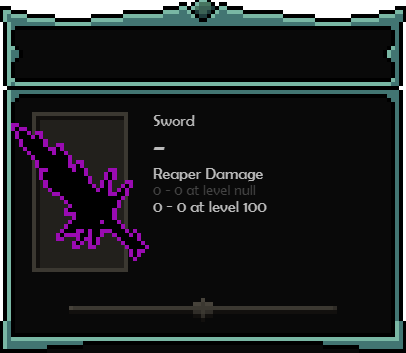 Sword
–
Reaper Damage
0 - 0 at level null
0 - 0 at level 100